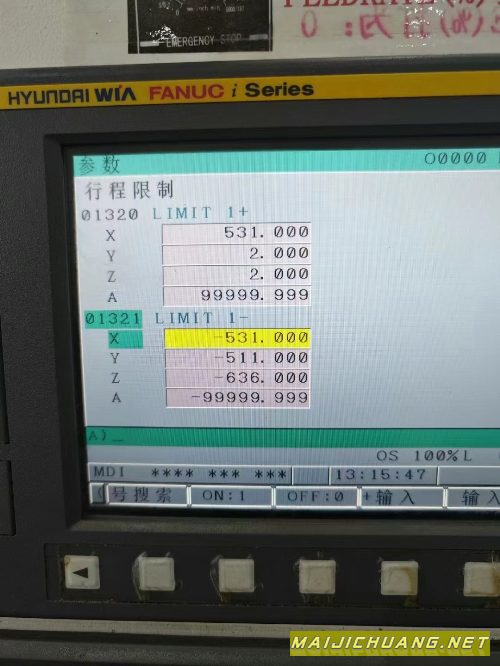 EMERGENCY STOP
HYUNDAI WIA FANUC i Series
参数 O0000
行程限制
01320 LIMIT 1+
X 531.000
Y 2.000
Z 2.000
A 99999.999
01321 LIMIT 1-
X -531.000
Y -511.000
Z -636.000
A -99999.999
A)_
OS 100% L
MDI **** *** *** 13:15:47
号搜索 ON:1 OFF:0 +输入 输入
MAIJICHUANG.NET